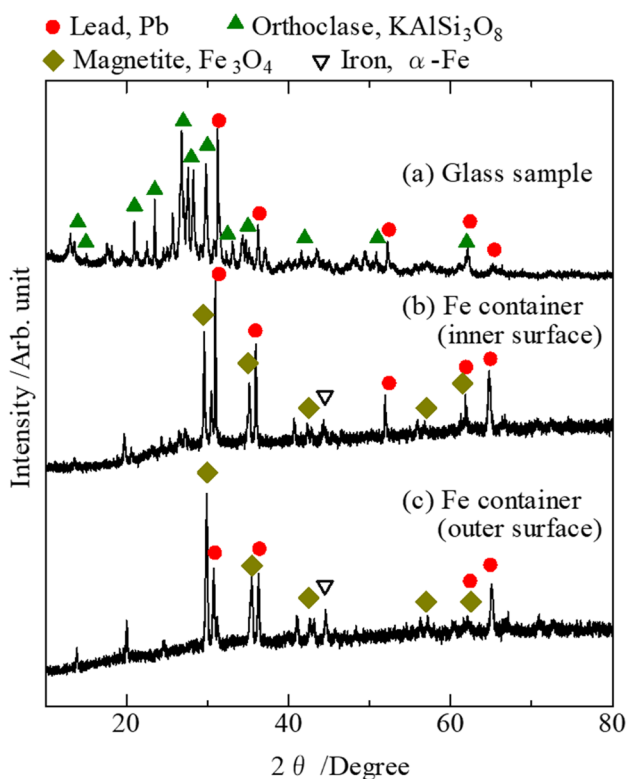 Lead, Pb Orthoclase, KAlSi₃O₈
Magnetite, Fe₃O₄ Iron, α-Fe
(a) Glass sample
(b) Fe container
(inner surface)
(c) Fe container
(outer surface)
Intensity /Arb. unit
20 40 60 80
2 θ /Degree